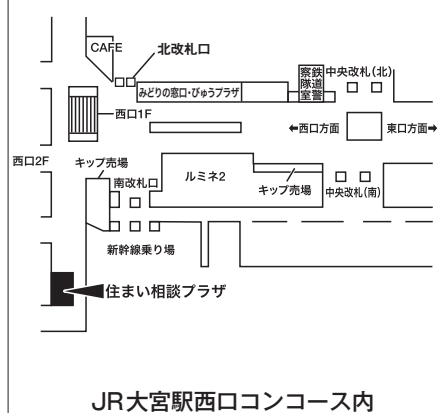 CAFE
北改札口
みどりの窓口・びゅうプラザ
鉄道警
察隊室
中央改札(北)
西口1F
←西口方面
東口方面→
西口2F
キップ売場
南改札口
ルミネ2
キップ売場
中央改札(南)
新幹線乗り場
住まい相談プラザ
JR大宮駅西口コンコース内